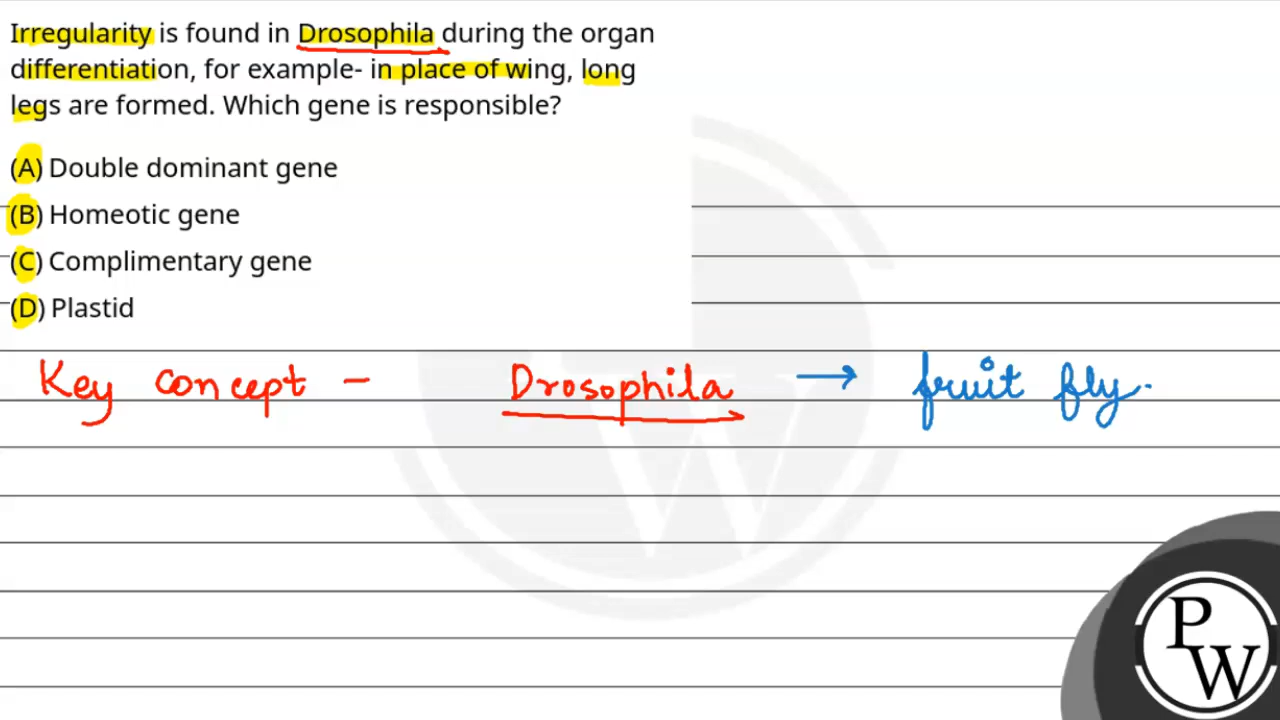 Irregularity is found in Drosophila during the organ
differentiation, for example- in place of wing, long
legs are formed. Which gene is responsible?
(A) Double dominant gene
(B) Homeotic gene
(C) Complimentary gene
(D) Plastid
Key concept - Drosophila → fruit fly.
PW